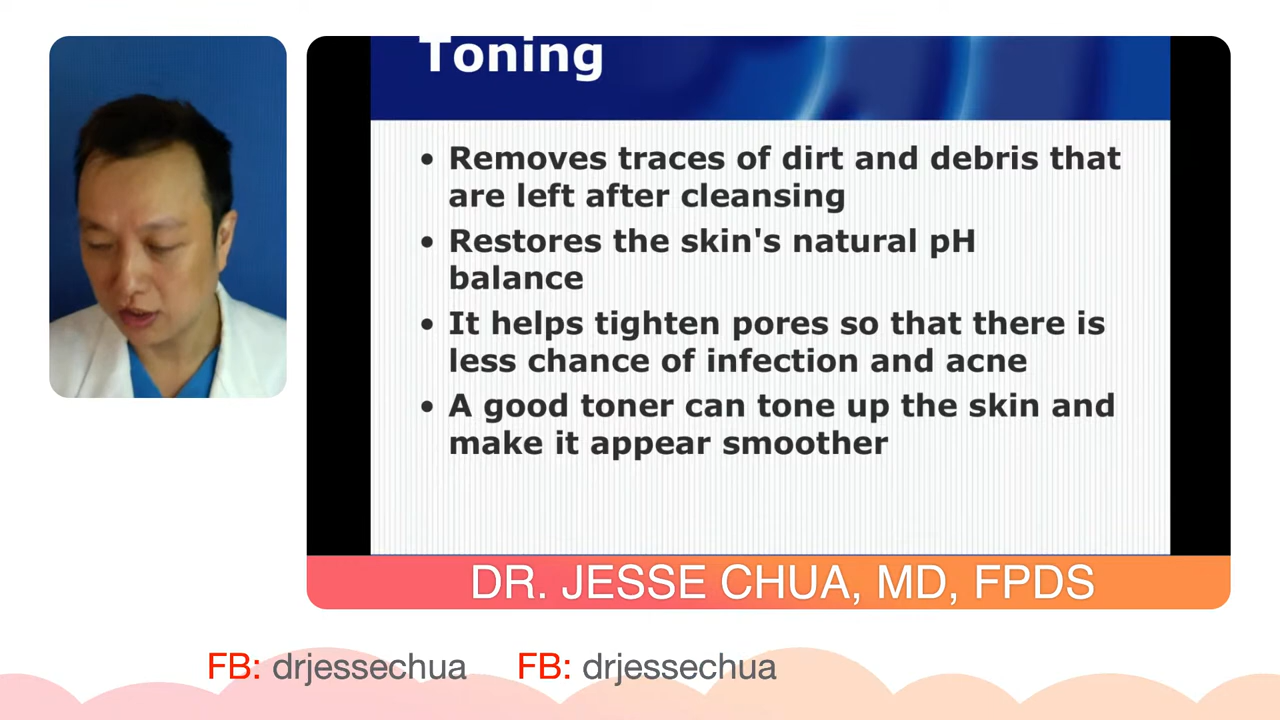 Toning
• Removes traces of dirt and debris that
are left after cleansing
• Restores the skin's natural pH
balance
• It helps tighten pores so that there is
less chance of infection and acne
• A good toner can tone up the skin and
make it appear smoother
DR. JESSE CHUA, MD, FPDS
FB: drjessechua FB: drjessechua